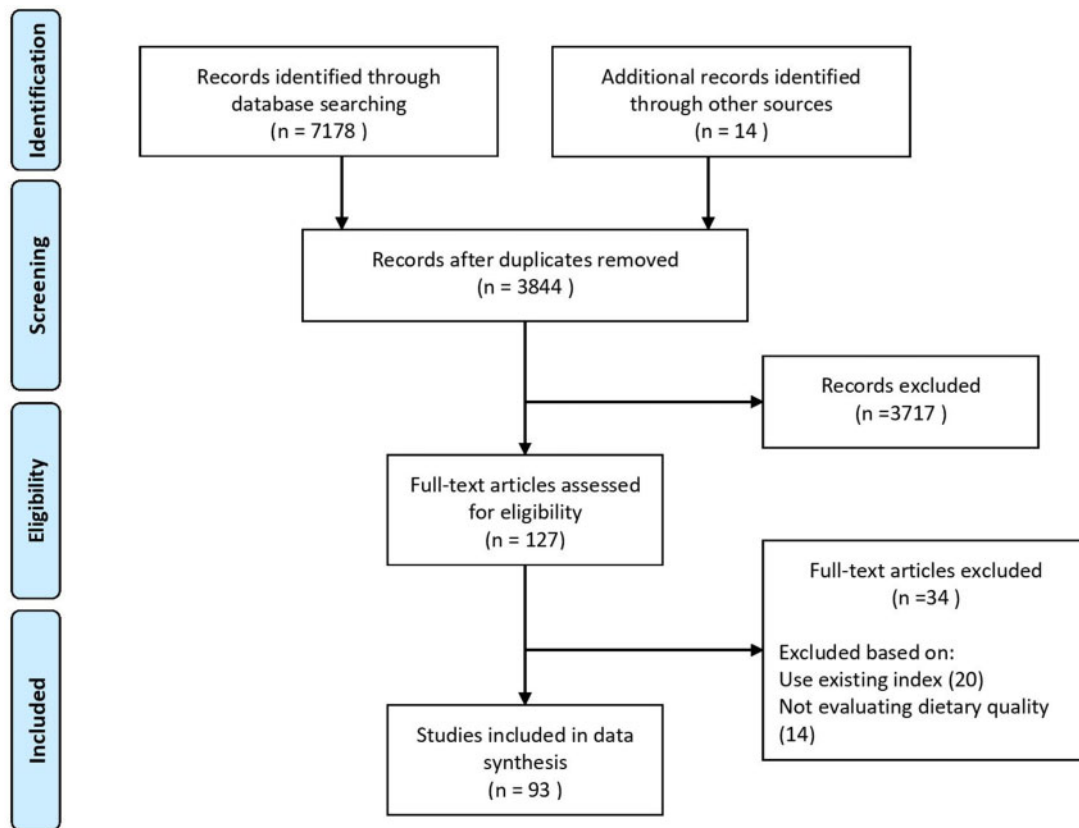 Identification
Records identified through
database searching
(n = 7178 )
Additional records identified
through other sources
(n = 14 )
Screening
Records after duplicates removed
(n = 3844 )
Records excluded
(n =3717 )
Eligibility
Full-text articles assessed
for eligibility
(n = 127)
Full-text articles excluded
(n =34 )
Excluded based on:
Use existing index (20)
Not evaluating dietary quality
(14)
Included
Studies included in data
synthesis
(n = 93 )